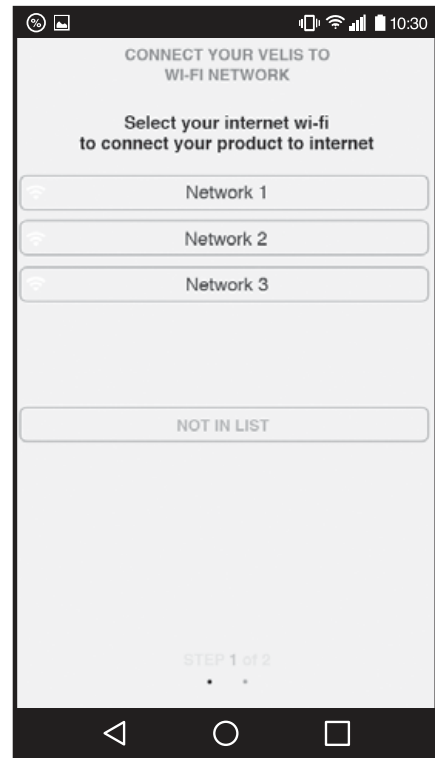 10:30
CONNECT YOUR VELIS TO
WI-FI NETWORK
Select your internet wi-fi
to connect your product to internet
Network 1
Network 2
Network 3
NOT IN LIST
STEP 1 of 2